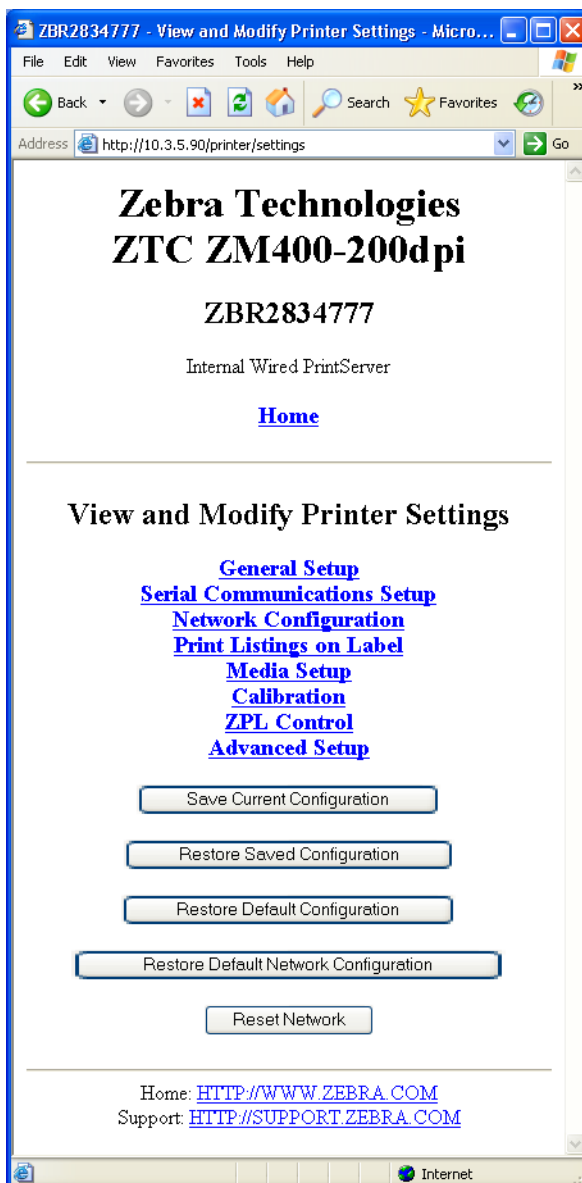 ZBR2834777 - View and Modify Printer Settings - Micro...
File Edit View Favorites Tools Help
Back Search Favorites »
Address http://10.3.5.90/printer/settings Go
Zebra Technologies
ZTC ZM400-200dpi
ZBR2834777
Internal Wired PrintServer
Home
View and Modify Printer Settings
General Setup
Serial Communications Setup
Network Configuration
Print Listings on Label
Media Setup
Calibration
ZPL Control
Advanced Setup
Save Current Configuration
Restore Saved Configuration
Restore Default Configuration
Restore Default Network Configuration
Reset Network
Home: HTTP://WWW.ZEBRA.COM
Support: HTTP://SUPPORT.ZEBRA.COM
Internet